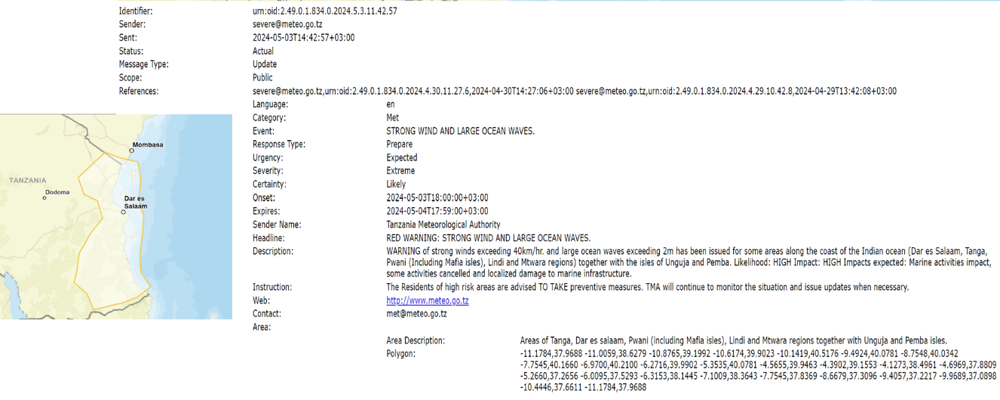 Identifier: urn:oid:2.49.0.1.834.0.2024.5.3.11.42.57
Sender: severe@meteo.go.tz
Sent: 2024-05-03T14:42:57+03:00
Status: Actual
Message Type: Update
Scope: Public
References: severe@meteo.go.tz,urn:oid:2.49.0.1.834.0.2024.4.30.11.27.6,2024-04-30T14:27:06+03:00 severe@meteo.go.tz,urn:oid:2.49.0.1.834.0.2024.4.29.10.42.8,2024-04-29T13:42:08+03:00
Language: en
Category: Met
Event: STRONG WIND AND LARGE OCEAN WAVES.
Response Type: Prepare
Urgency: Expected
Severity: Extreme
Certainty: Likely
Onset: 2024-05-03T18:00:00+03:00
Expires: 2024-05-04T17:59:00+03:00
Sender Name: Tanzania Meteorological Authority
Headline: RED WARNING: STRONG WIND AND LARGE OCEAN WAVES.
Description: WARNING of strong winds exceeding 40km/hr. and large ocean waves exceeding 2m has been issued for some areas along the coast of the Indian ocean (Dar es Salaam, Tanga,
Pwani (Including Mafia isles), Lindi and Mtwara regions) together with the isles of Unguja and Pemba. Likelihood: HIGH Impact: HIGH Impacts expected: Marine activities impact,
some activities cancelled and localized damage to marine infrastructure.
Instruction: The Residents of high risk areas are advised TO TAKE preventive measures. TMA will continue to monitor the situation and issue updates when necessary.
Web: http://www.meteo.go.tz
Contact: met@meteo.go.tz
Area:
Area Description: Areas of Tanga, Dar es salaam, Pwani (including Mafia isles), Lindi and Mtwara regions together with Unguja and Pemba isles.
Polygon: -11.1784,37.9688 -11.0059,38.6279 -10.8765,39.1992 -10.6174,39.9023 -10.1419,40.5176 -9.4924,40.0781 -8.7548,40.0342
-7.7545,40.1660 -6.9700,40.2100 -6.2716,39.9902 -5.3535,40.0781 -4.5655,39.9463 -4.3902,39.1553 -4.1273,38.4961 -4.6969,37.8809
-5.2660,37.2656 -6.0095,37.5293 -6.3153,38.1445 -7.1009,38.3643 -7.7545,37.8369 -8.6679,37.3096 -9.4057,37.2217 -9.9689,37.0898
-10.4446,37.6611 -11.1784,37.9688
Mombasa
TANZANIA
Dodoma
Dar es
Salaam